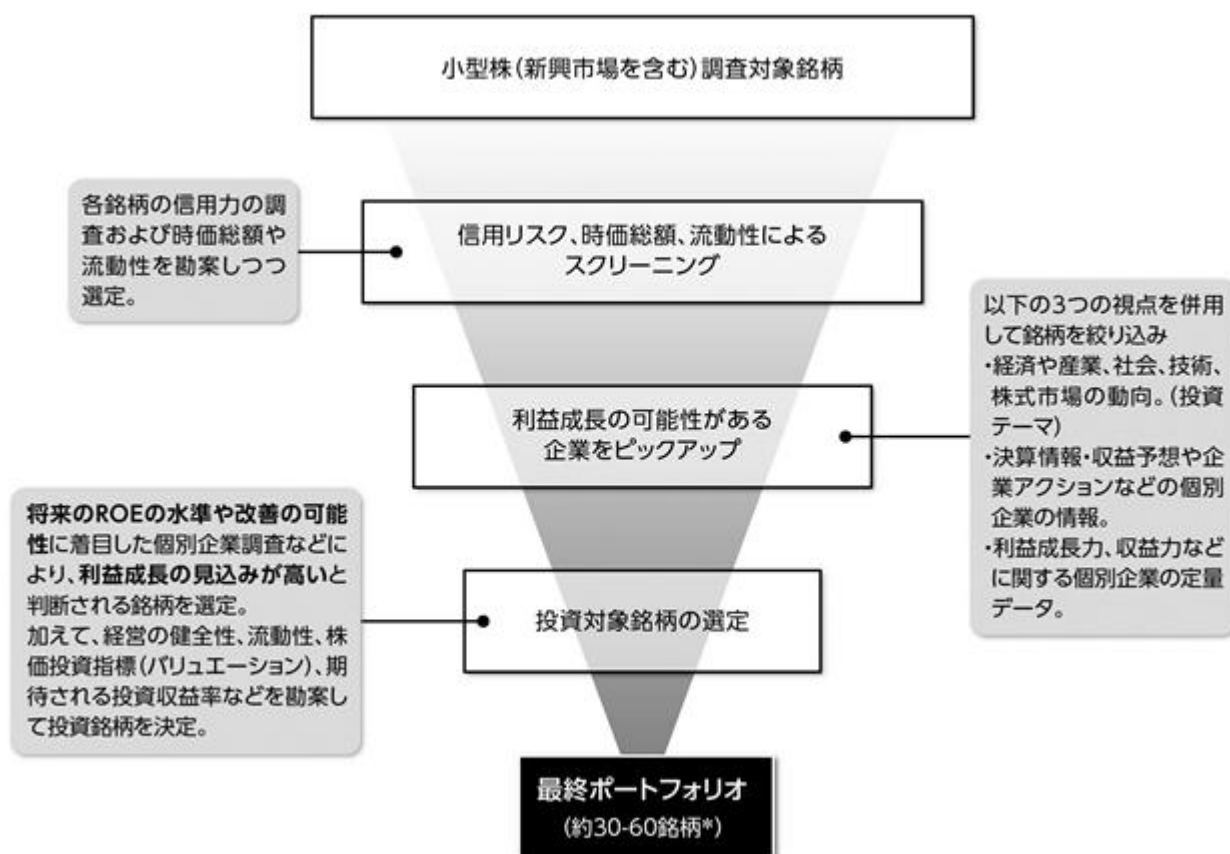 小型株(新興市場を含む)調査対象銘柄
各銘柄の信用力の調
査および時価総額や
流動性を勘案しつつ
選定。
信用リスク、時価総額、流動性による
スクリーニング
以下の3つの視点を併用
して銘柄を絞り込み
・経済や産業、社会、技術、
株式市場の動向。(投資
テーマ)
・決算情報・収益予想や企
業アクションなどの個別
企業の情報。
・利益成長力、収益力など
に関する個別企業の定量
データ。
利益成長の可能性がある
企業をピックアップ
将来のROEの水準や改善の可能
性に着目した個別企業調査などに
より、利益成長の見込みが高いと
判断される銘柄を選定。
加えて、経営の健全性、流動性、株
価投資指標(バリュエーション)、期
待される投資収益率などを勘案し
て投資銘柄を決定。
投資対象銘柄の選定
最終ポートフォリオ
(約30-60銘柄*)